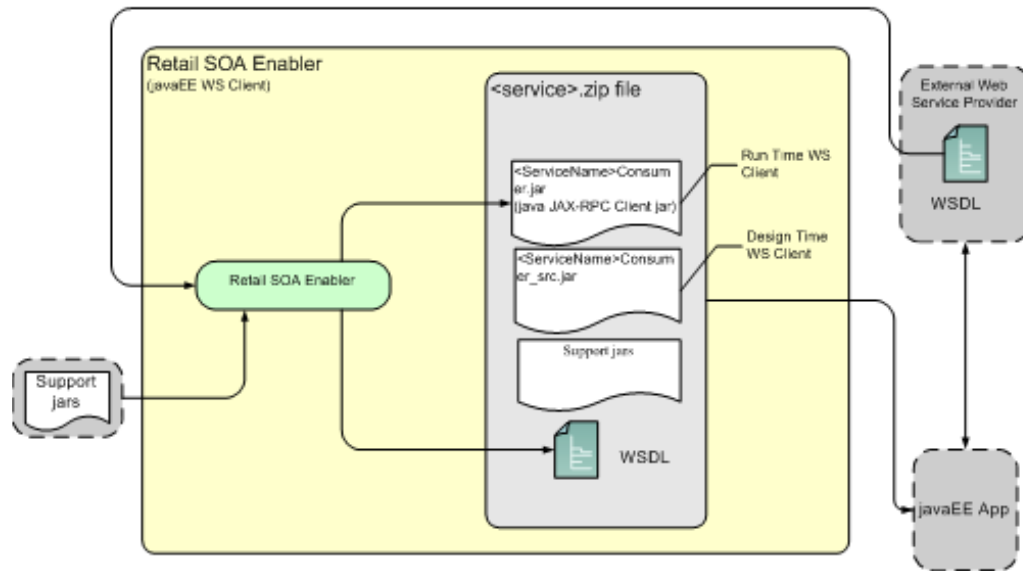 Retail SOA Enabler
(javaEE WS Client)
<service>.zip file
<ServiceName>Consum
er.jar
(java JAX-RPC Client jar)
Run Time WS
Client
<ServiceName>Consum
er_src.jar
Design Time
WS Client
Support jars
WSDL
Retail SOA Enabler
Support
jars
External Web
Service Provider
WSDL
javaEE App